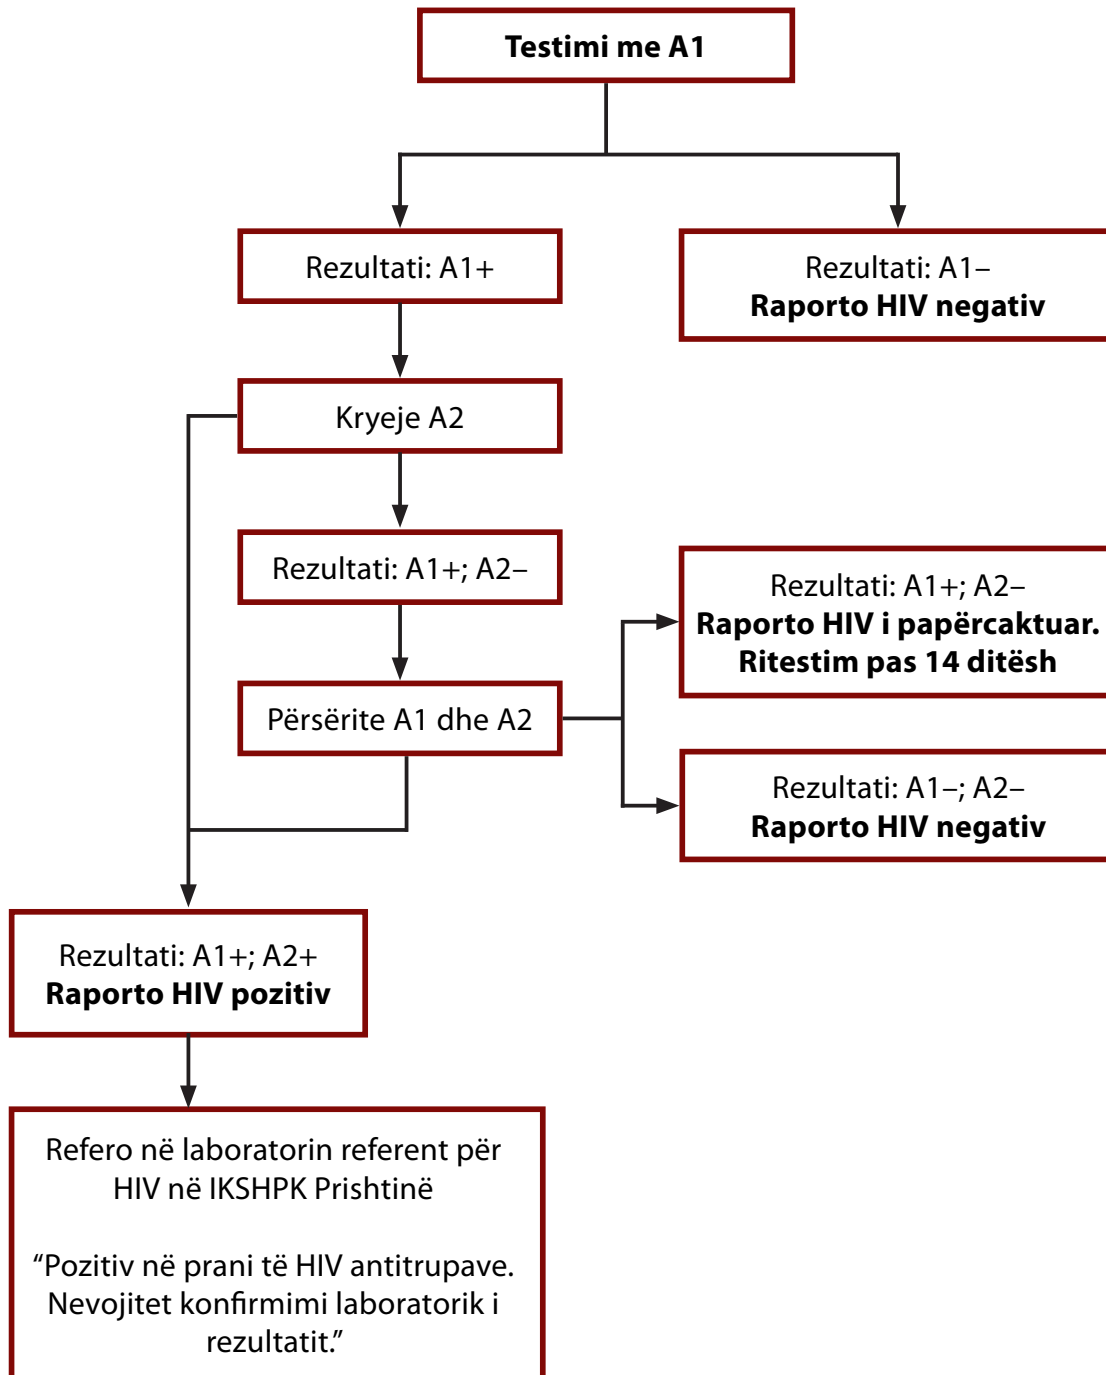 Testimi me A1
Rezultati: A1+
Rezultati: A1–
Raporto HIV negativ
Kryeje A2
Rezultati: A1+; A2–
Rezultati: A1+; A2–
Raporto HIV i papërcaktuar.
Ritestim pas 14 ditësh
Përsërite A1 dhe A2
Rezultati: A1–; A2–
Raporto HIV negativ
Rezultati: A1+; A2+
Raporto HIV pozitiv
Refero në laboratorin referent për
HIV në IKSHPK Prishtinë
“Pozitiv në prani të HIV antitrupave.
Nevojitet konfirmimi laboratorik i
rezultatit.”